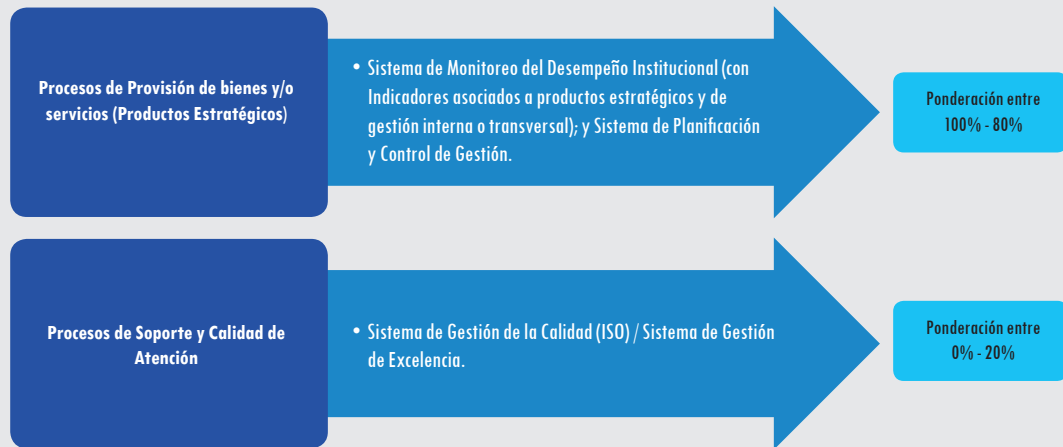 Procesos de Provisión de bienes y/o
servicios (Productos Estratégicos)
• Sistema de Monitoreo del Desempeño Institucional (con
Indicadores asociados a productos estratégicos y de
gestión interna o transversal); y Sistema de Planificación
y Control de Gestión.
Ponderación entre
100% - 80%
Procesos de Soporte y Calidad de
Atención
• Sistema de Gestión de la Calidad (ISO) / Sistema de Gestión
de Excelencia.
Ponderación entre
0% - 20%